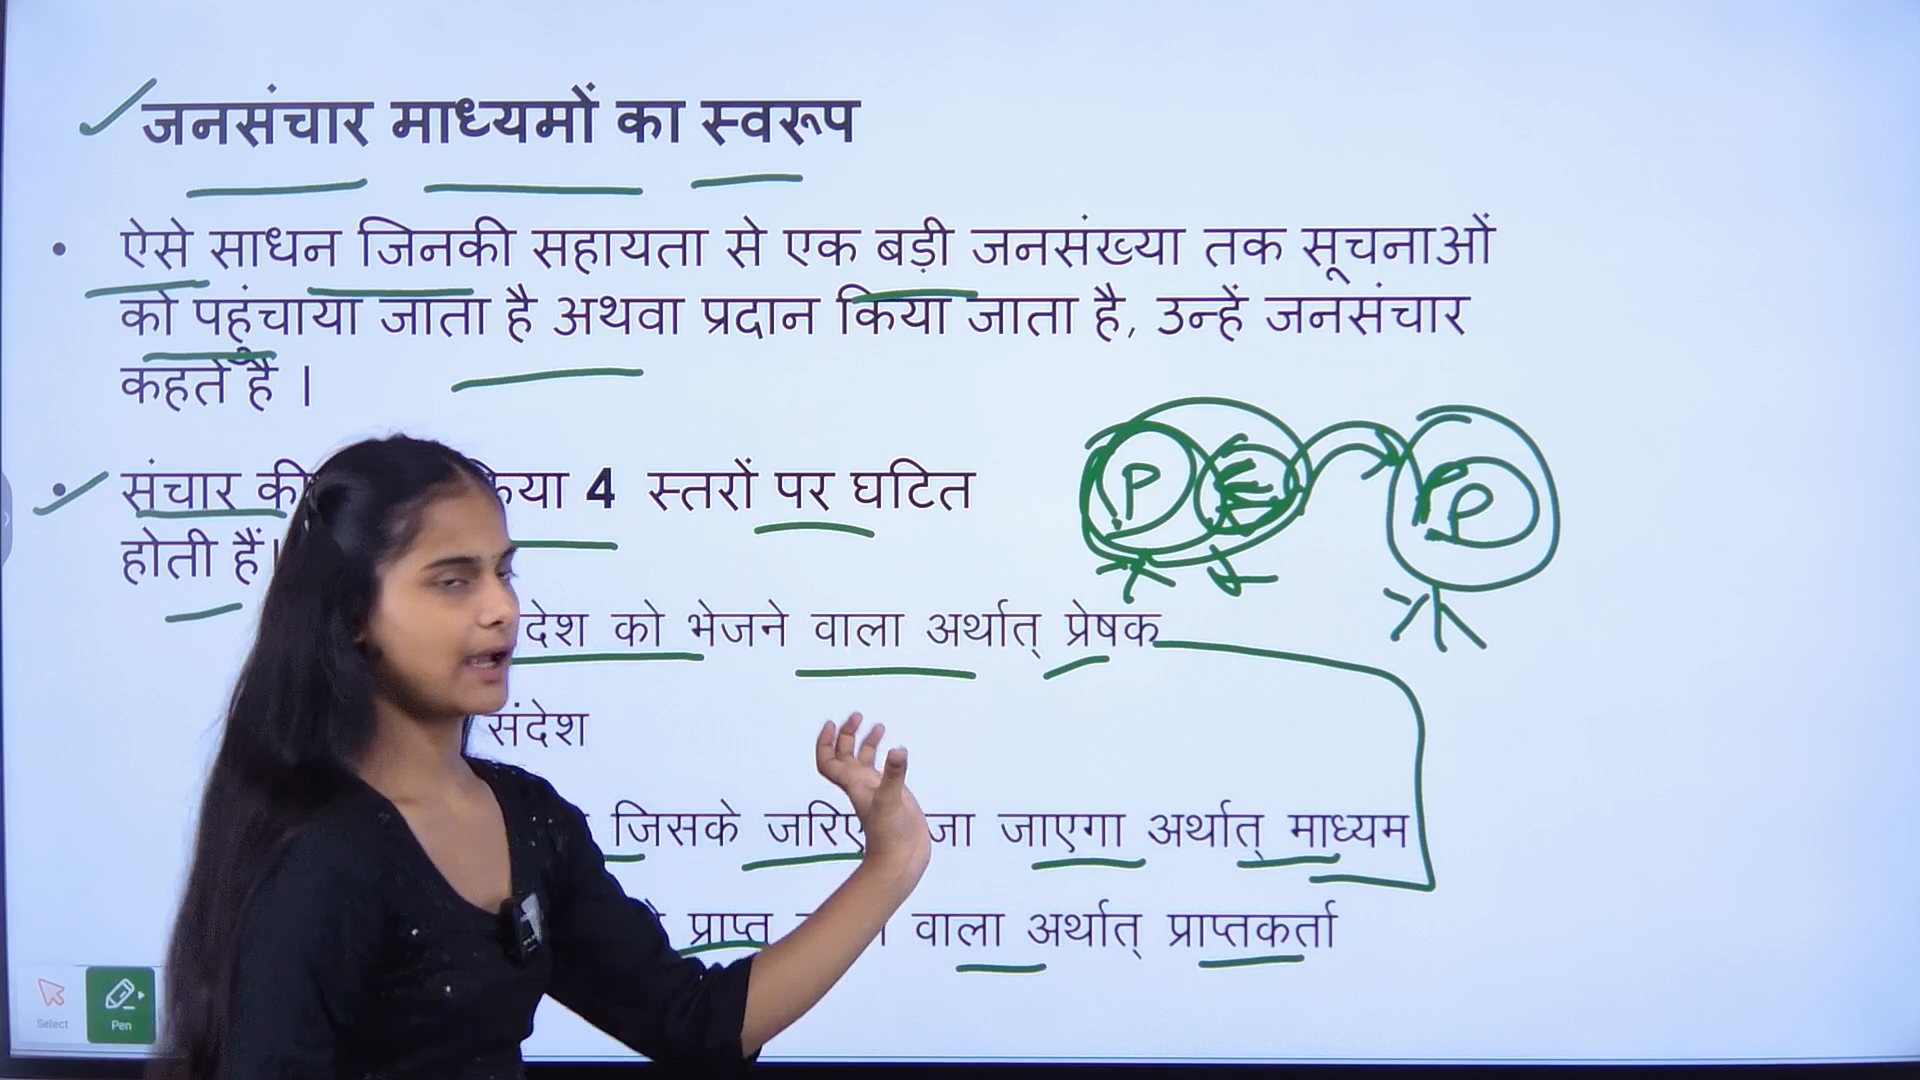 जनसंचार माध्यमों का स्वरूप
• ऐसे साधन जिनकी सहायता से एक बड़ी जनसंख्या तक सूचनाओं
को पहुंचाया जाता है अथवा प्रदान किया जाता है, उन्हें जनसंचार
कहते हैं ।
• संचार की 4 स्तरों पर घटित
होती हैं।
को भेजने वाला अर्थात् प्रेषक
संदेश
जिसके जाएगा अर्थात् माध्यम
प्राप्त वाला अर्थात् प्राप्तकर्ता
P
P
Select
Pen